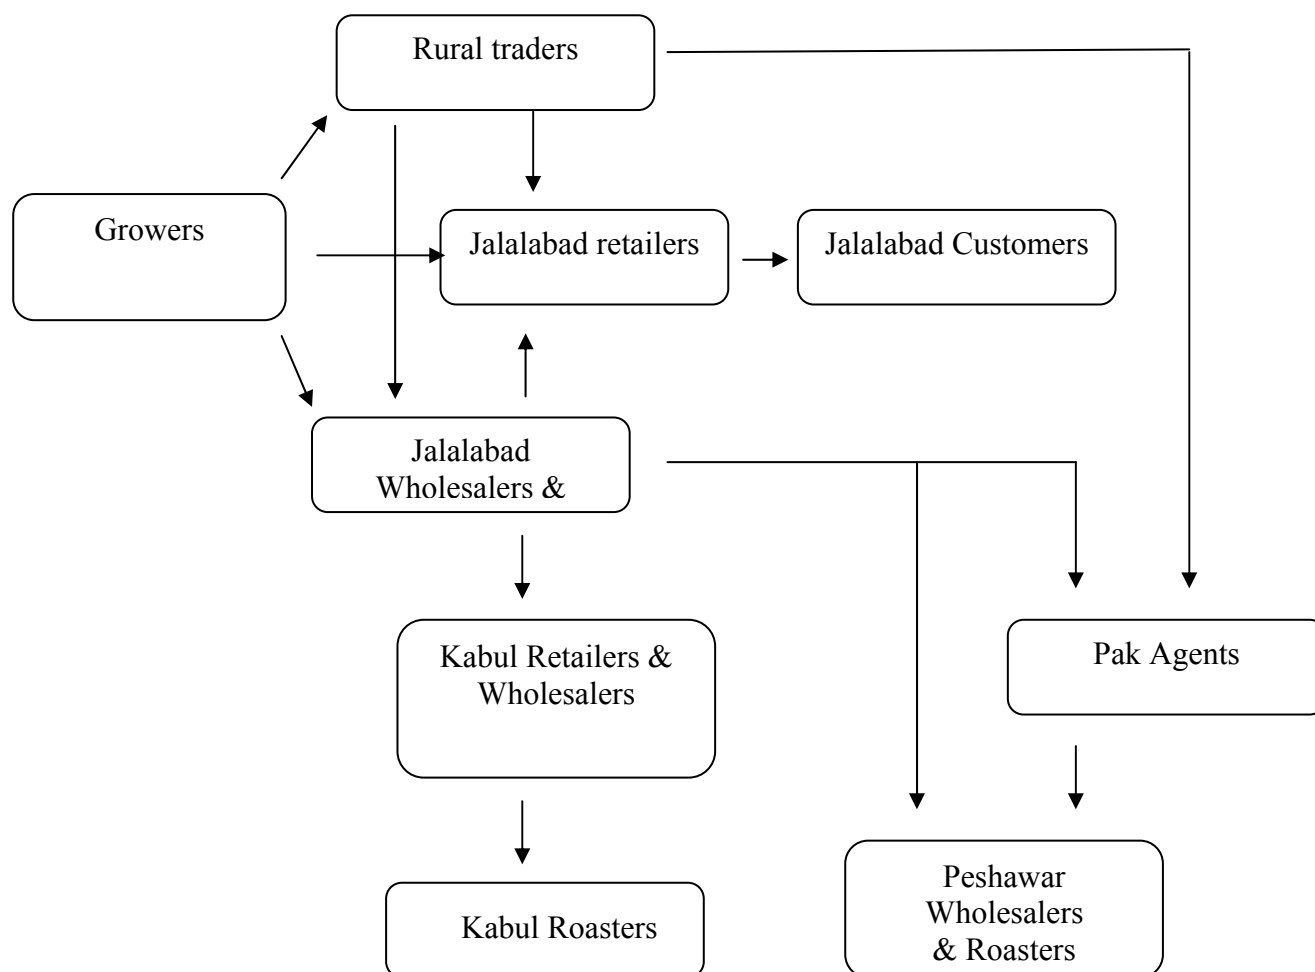 Rural traders
Growers
Jalalabad retailers
Jalalabad Customers
Jalalabad
Wholesalers &
Kabul Retailers &
Wholesalers
Pak Agents
Kabul Roasters
Peshawar
Wholesalers
& Roasters